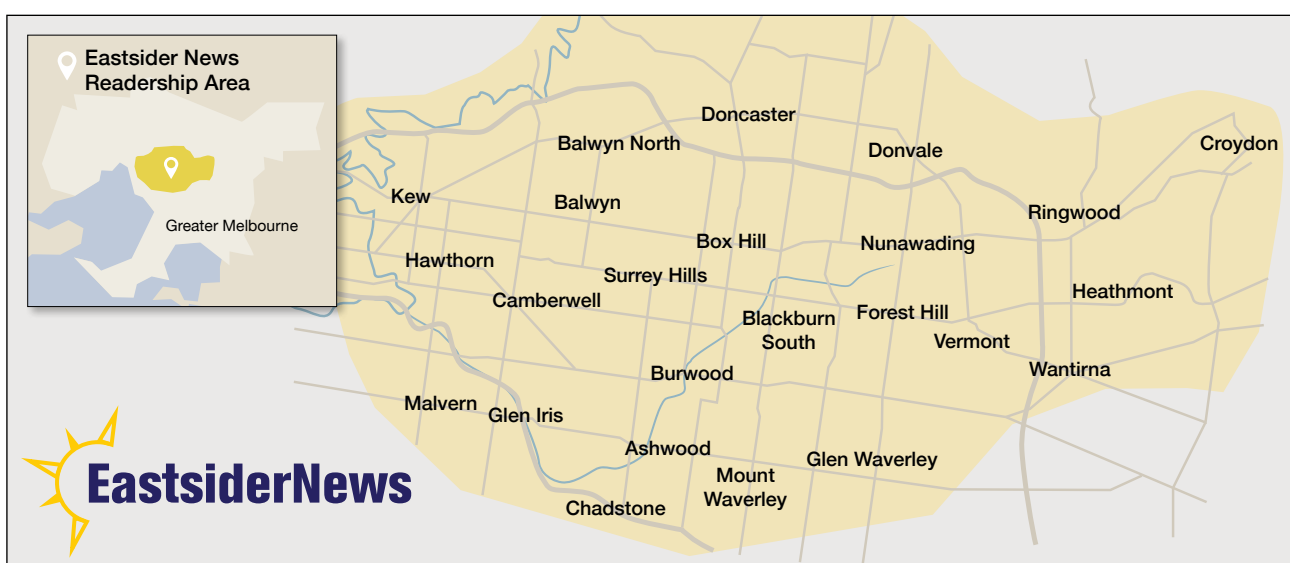 Eastsider News
Readership Area
Greater Melbourne
Doncaster
Balwyn North
Donvale
Croydon
Kew
Balwyn
Ringwood
Box Hill
Nunawading
Hawthorn
Surrey Hills
Camberwell
Heathmont
Blackburn
South
Forest Hill
Vermont
Burwood
Wantirna
Malvern
Glen Iris
Ashwood
Glen Waverley
Mount
Waverley
Chadstone
EastsiderNews